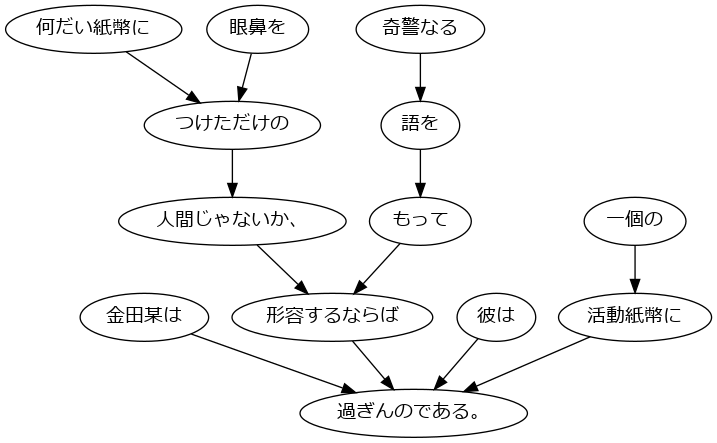 何だい紙幣に
眼鼻を
奇警なる
つけただけの
語を
人間じゃないか、
もって
一個の
金田某は
形容するならば
彼は
活動紙幣に
過ぎんのである。